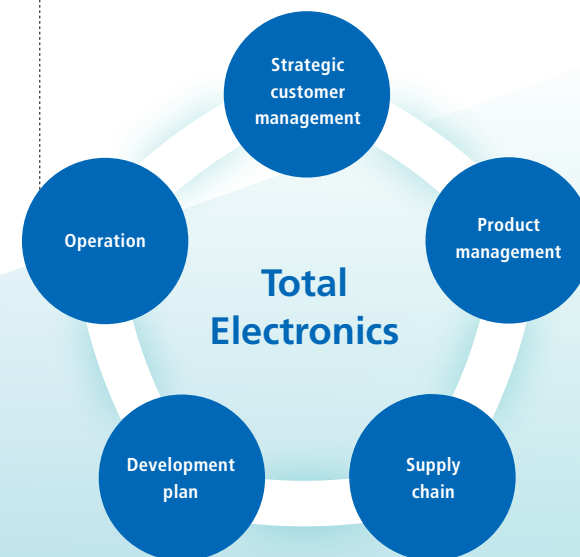 Strategic
customer
management
Operation
Product
management
Total
Electronics
Development
plan
Supply
chain